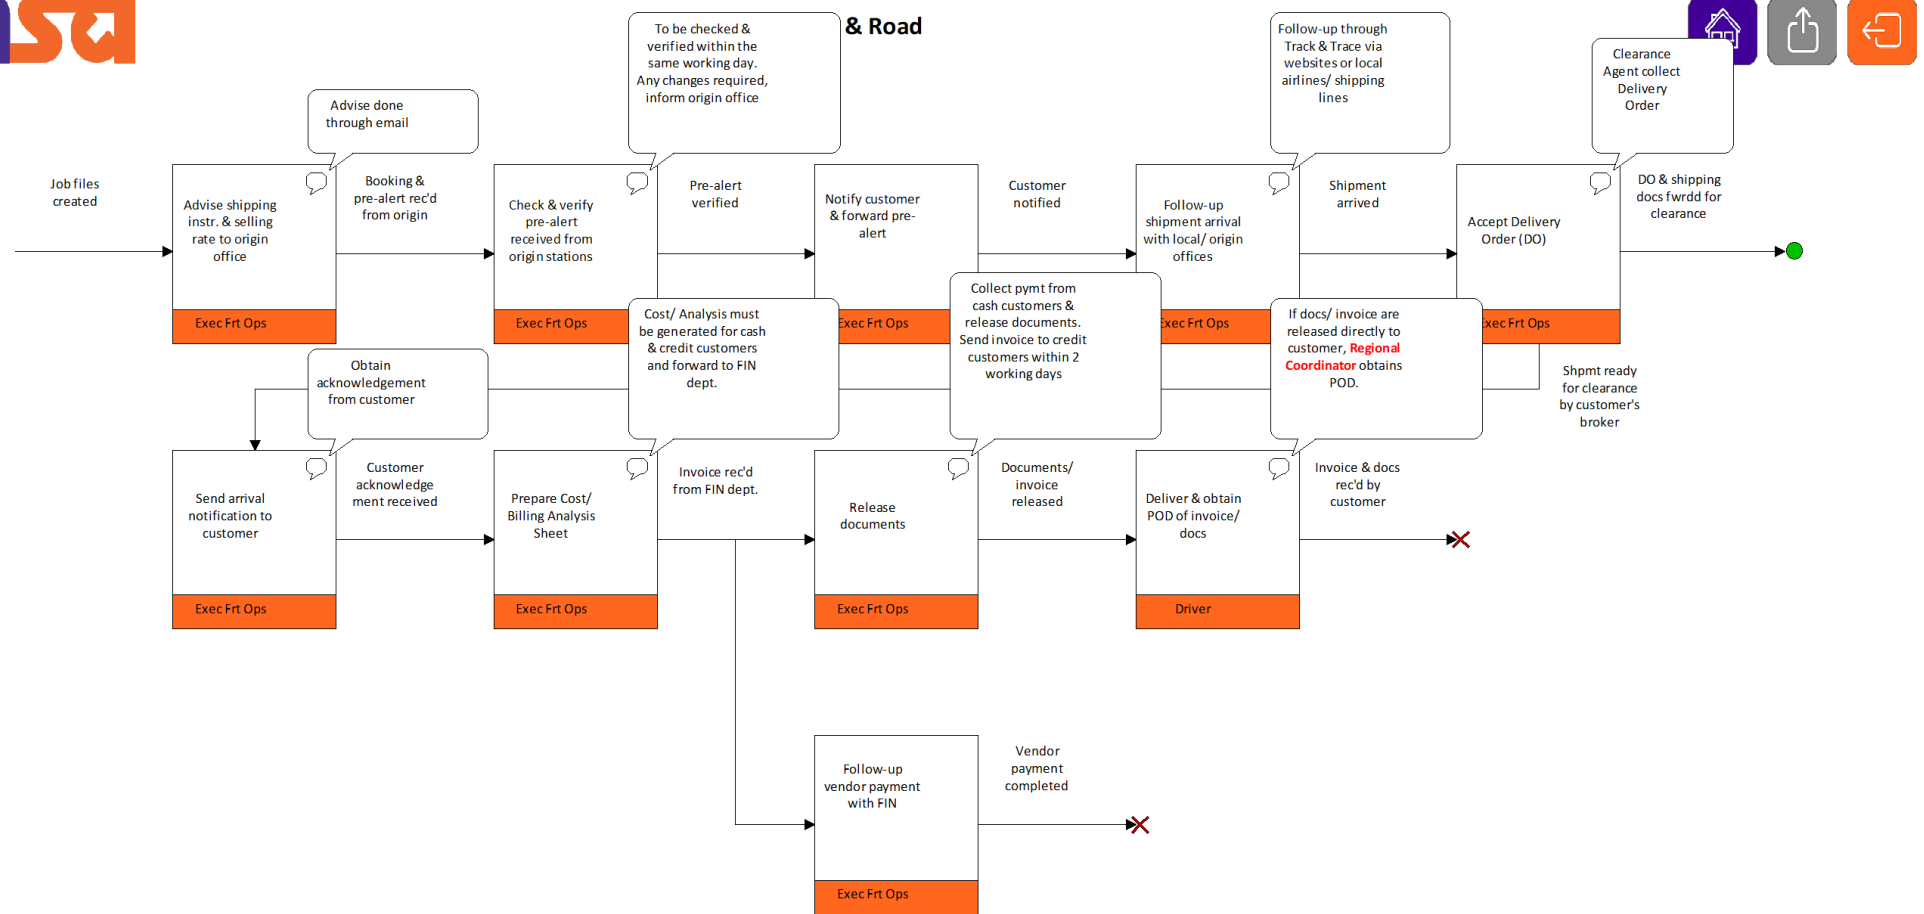 sa
& Road
To be checked &
verified within the
same working day.
Any changes required,
inform origin office
Follow-up through
Track & Trace via
websites or local
airlines/ shipping
lines
Clearance
Agent collect
Delivery
Order
Advise done
through email
Job files
created
Advise shipping
instr. & selling
rate to origin
office
Exec Frt Ops
Booking &
pre-alert rec'd
from origin
Check & verify
pre-alert
received from
origin stations
Exec Frt Ops
Pre-alert
verified
Notify customer
& forward pre-
alert
Exec Frt Ops
Customer
notified
Follow-up
shipment arrival
with local/ origin
offices
Exec Frt Ops
Shipment
arrived
Accept Delivery
Order (DO)
Exec Frt Ops
DO & shipping
docs fwrdd for
clearance
Obtain
acknowledgement
from customer
Cost/ Analysis must
be generated for cash
& credit customers
and forward to FIN
dept.
Collect pymt from
cash customers &
release documents.
Send invoice to credit
customers within 2
working days
If docs/ invoice are
released directly to
customer, Regional
Coordinator obtains
POD.
Shpmt ready
for clearance
by customer's
broker
Send arrival
notification to
customer
Exec Frt Ops
Customer
acknowledge
ment received
Prepare Cost/
Billing Analysis
Sheet
Exec Frt Ops
Invoice rec'd
from FIN dept.
Release
documents
Exec Frt Ops
Documents/
invoice
released
Deliver & obtain
POD of invoice/
docs
Driver
Invoice & docs
rec'd by
customer
Follow-up
vendor payment
with FIN
Exec Frt Ops
Vendor
payment
completed